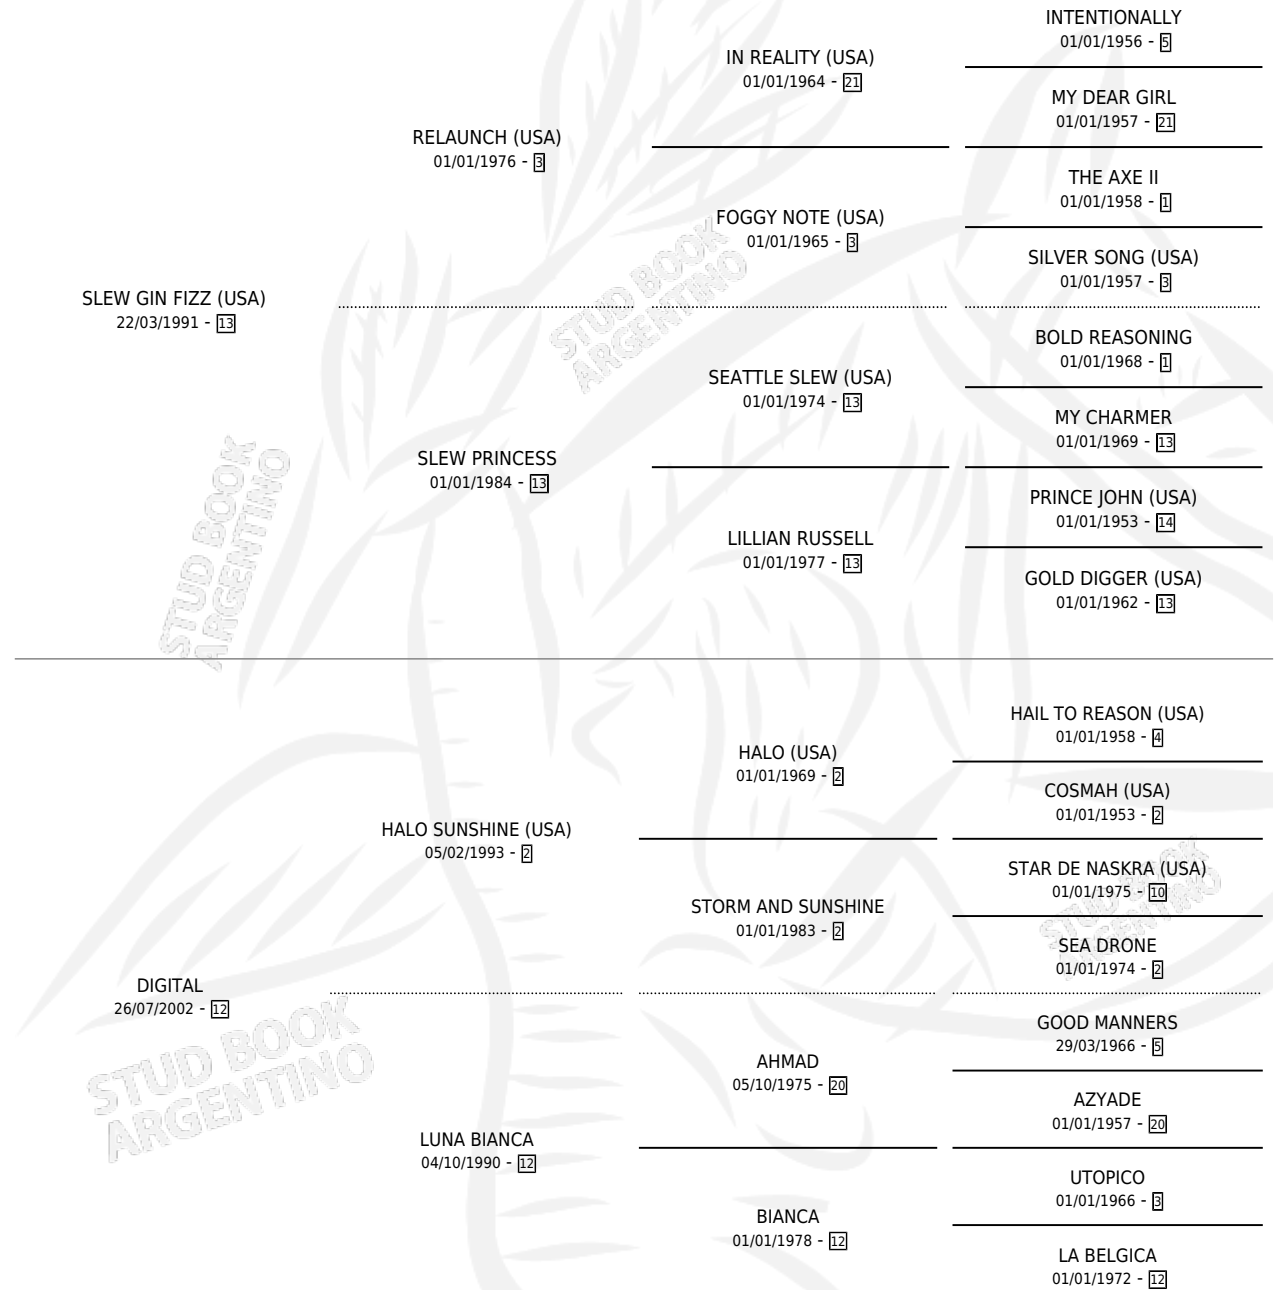 INTENTIONALLY
01/01/1956 - 5
IN REALITY (USA)
01/01/1964 - 21
MY DEAR GIRL
01/01/1957 - 21
RELAUNCH (USA)
01/01/1976 - 3
THE AXE II
01/01/1958 - 1
FOGGY NOTE (USA)
01/01/1965 - 3
SILVER SONG (USA)
01/01/1957 - 3
SLEW GIN FIZZ (USA)
22/03/1991 - 13
STUD BOOK
ARGENTINO
BOLD REASONING
01/01/1968 - 1
SEATTLE SLEW (USA)
01/01/1974 - 13
MY CHARMER
01/01/1969 - 13
SLEW PRINCESS
01/01/1984 - 13
PRINCE JOHN (USA)
01/01/1953 - 14
LILLIAN RUSSELL
01/01/1977 - 13
GOLD DIGGER (USA)
01/01/1962 - 13
STUD BOOK
ARGENTINO
HAIL TO REASON (USA)
01/01/1958 - 4
HALO (USA)
01/01/1969 - 2
COSMAH (USA)
01/01/1953 - 2
HALO SUNSHINE (USA)
05/02/1993 - 2
STAR DE NASKRA (USA)
01/01/1975 - 10
STORM AND SUNSHINE
01/01/1983 - 2
STUD BOOK
ARGENTINO
SEA DRONE
01/01/1974 - 2
DIGITAL
26/07/2002 - 12
GOOD MANNERS
29/03/1966 - 5
AHMAD
05/10/1975 - 20
AZYADE
01/01/1957 - 20
STUD BOOK
ARGENTINO
LUNA BIANCA
04/10/1990 - 12
UTOPICO
01/01/1966 - 3
BIANCA
01/01/1978 - 12
LA BELGICA
01/01/1972 - 12